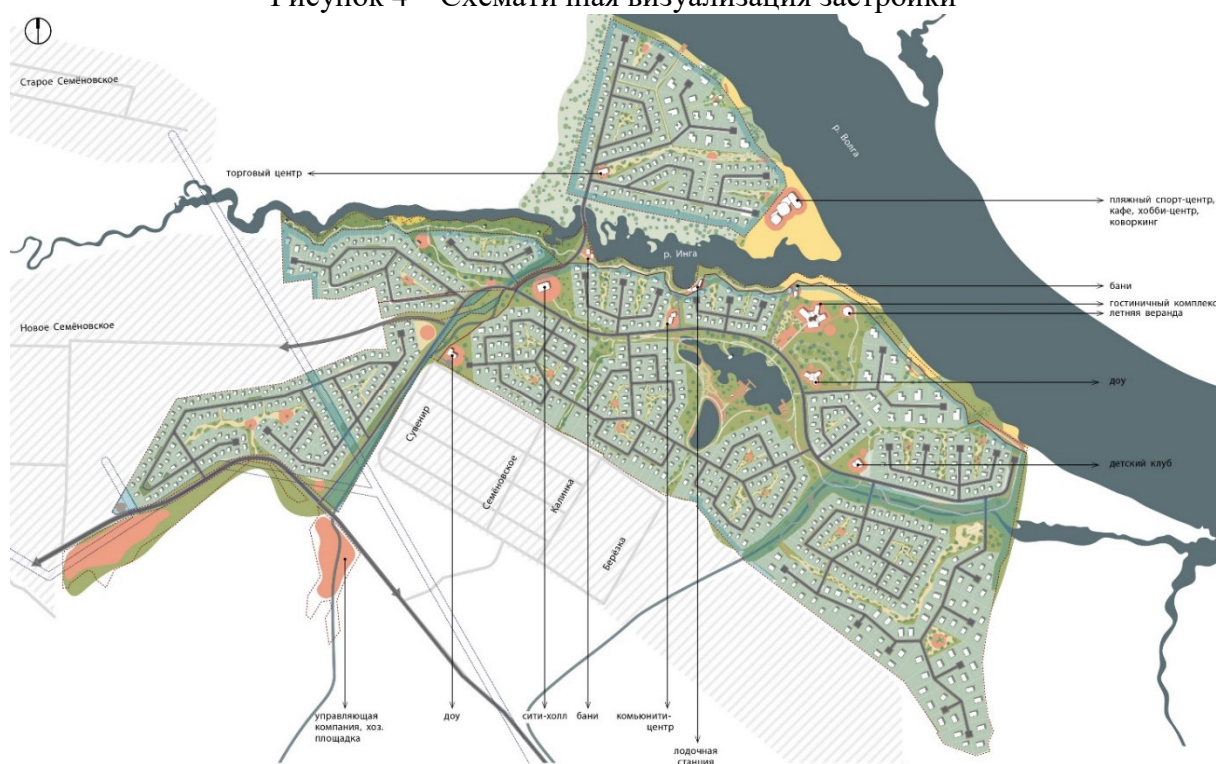 Рисунок 4 – Схематичная визуализация застройки
Старое Семёновское
р. Волга
торговый центр
пляжный спорт-центр,
кафе, хобби-центр,
коворкинг
р. Инга
бани
гостиничный комплекс
летняя веранда
Новое Семёновское
доу
Сувенир
Семёновское
Калинка
Берёзка
детский клуб
управляющая
компания, хоз.
площадка
доу
сити-холл
бани
комьюнити-
центр
лодочная
станция